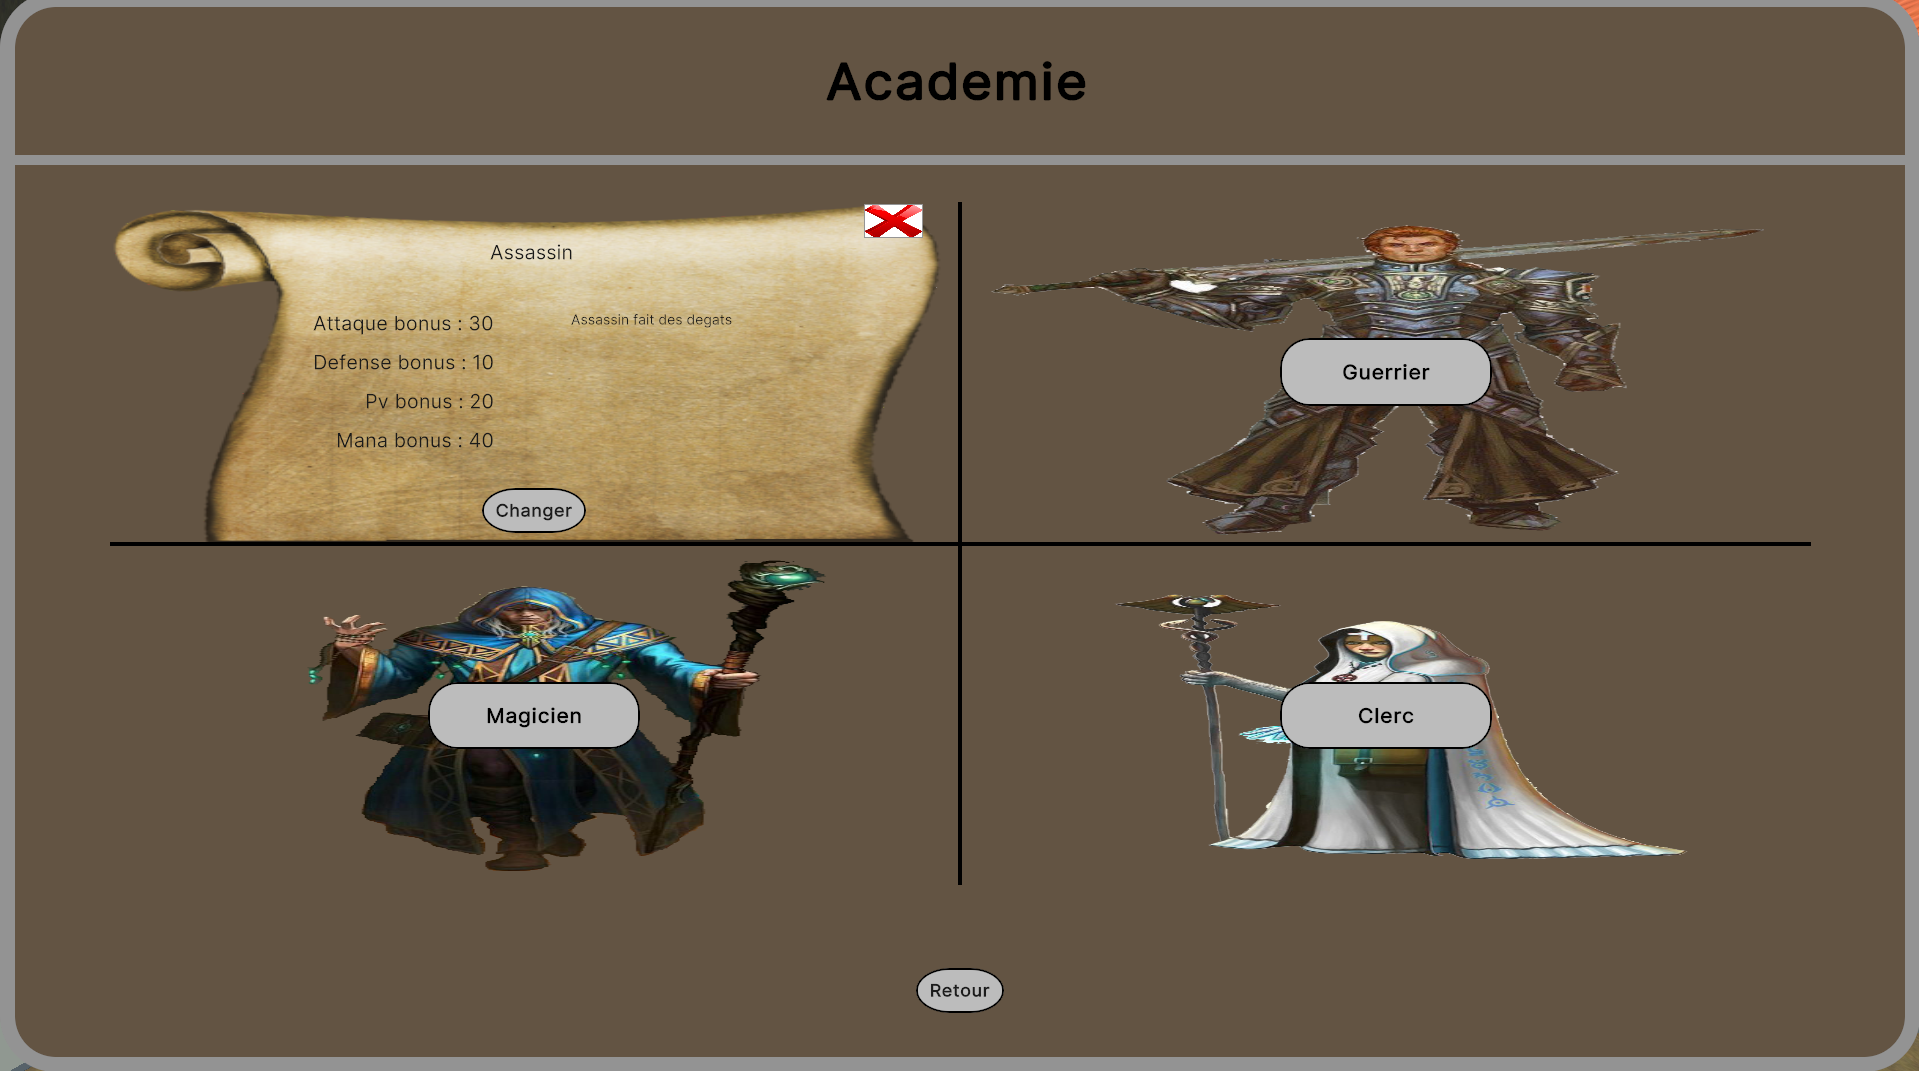 Academie
Assassin
Attaque bonus : 30
Defense bonus : 10
Pv bonus : 20
Mana bonus : 40
Assassin fait des degats
Changer
Guerrier
Magicien
Clerc
Retour